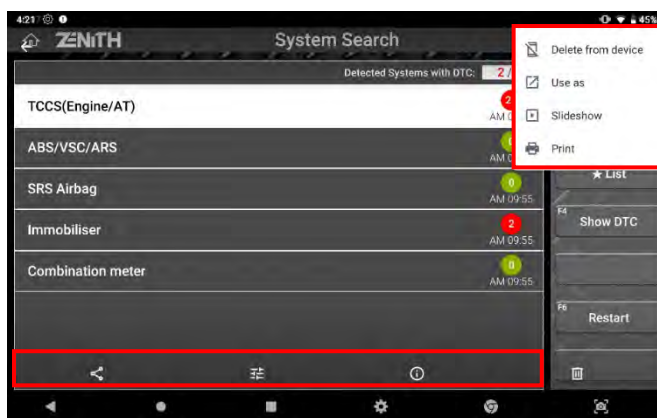 4:21
45%
ZENITH
System Search
Delete from device
Use as
Slideshow
Print
Detected Systems with DTC: 2/
TCCS(Engine/AT)
2
AM
ABS/VSC/ARS
AM
SRS Airbag
0
AM 09:55
Immobiliser
2
AM 09:55
Combination meter
0
AM 09:55
★ List
F4
Show DTC
F6
Restart